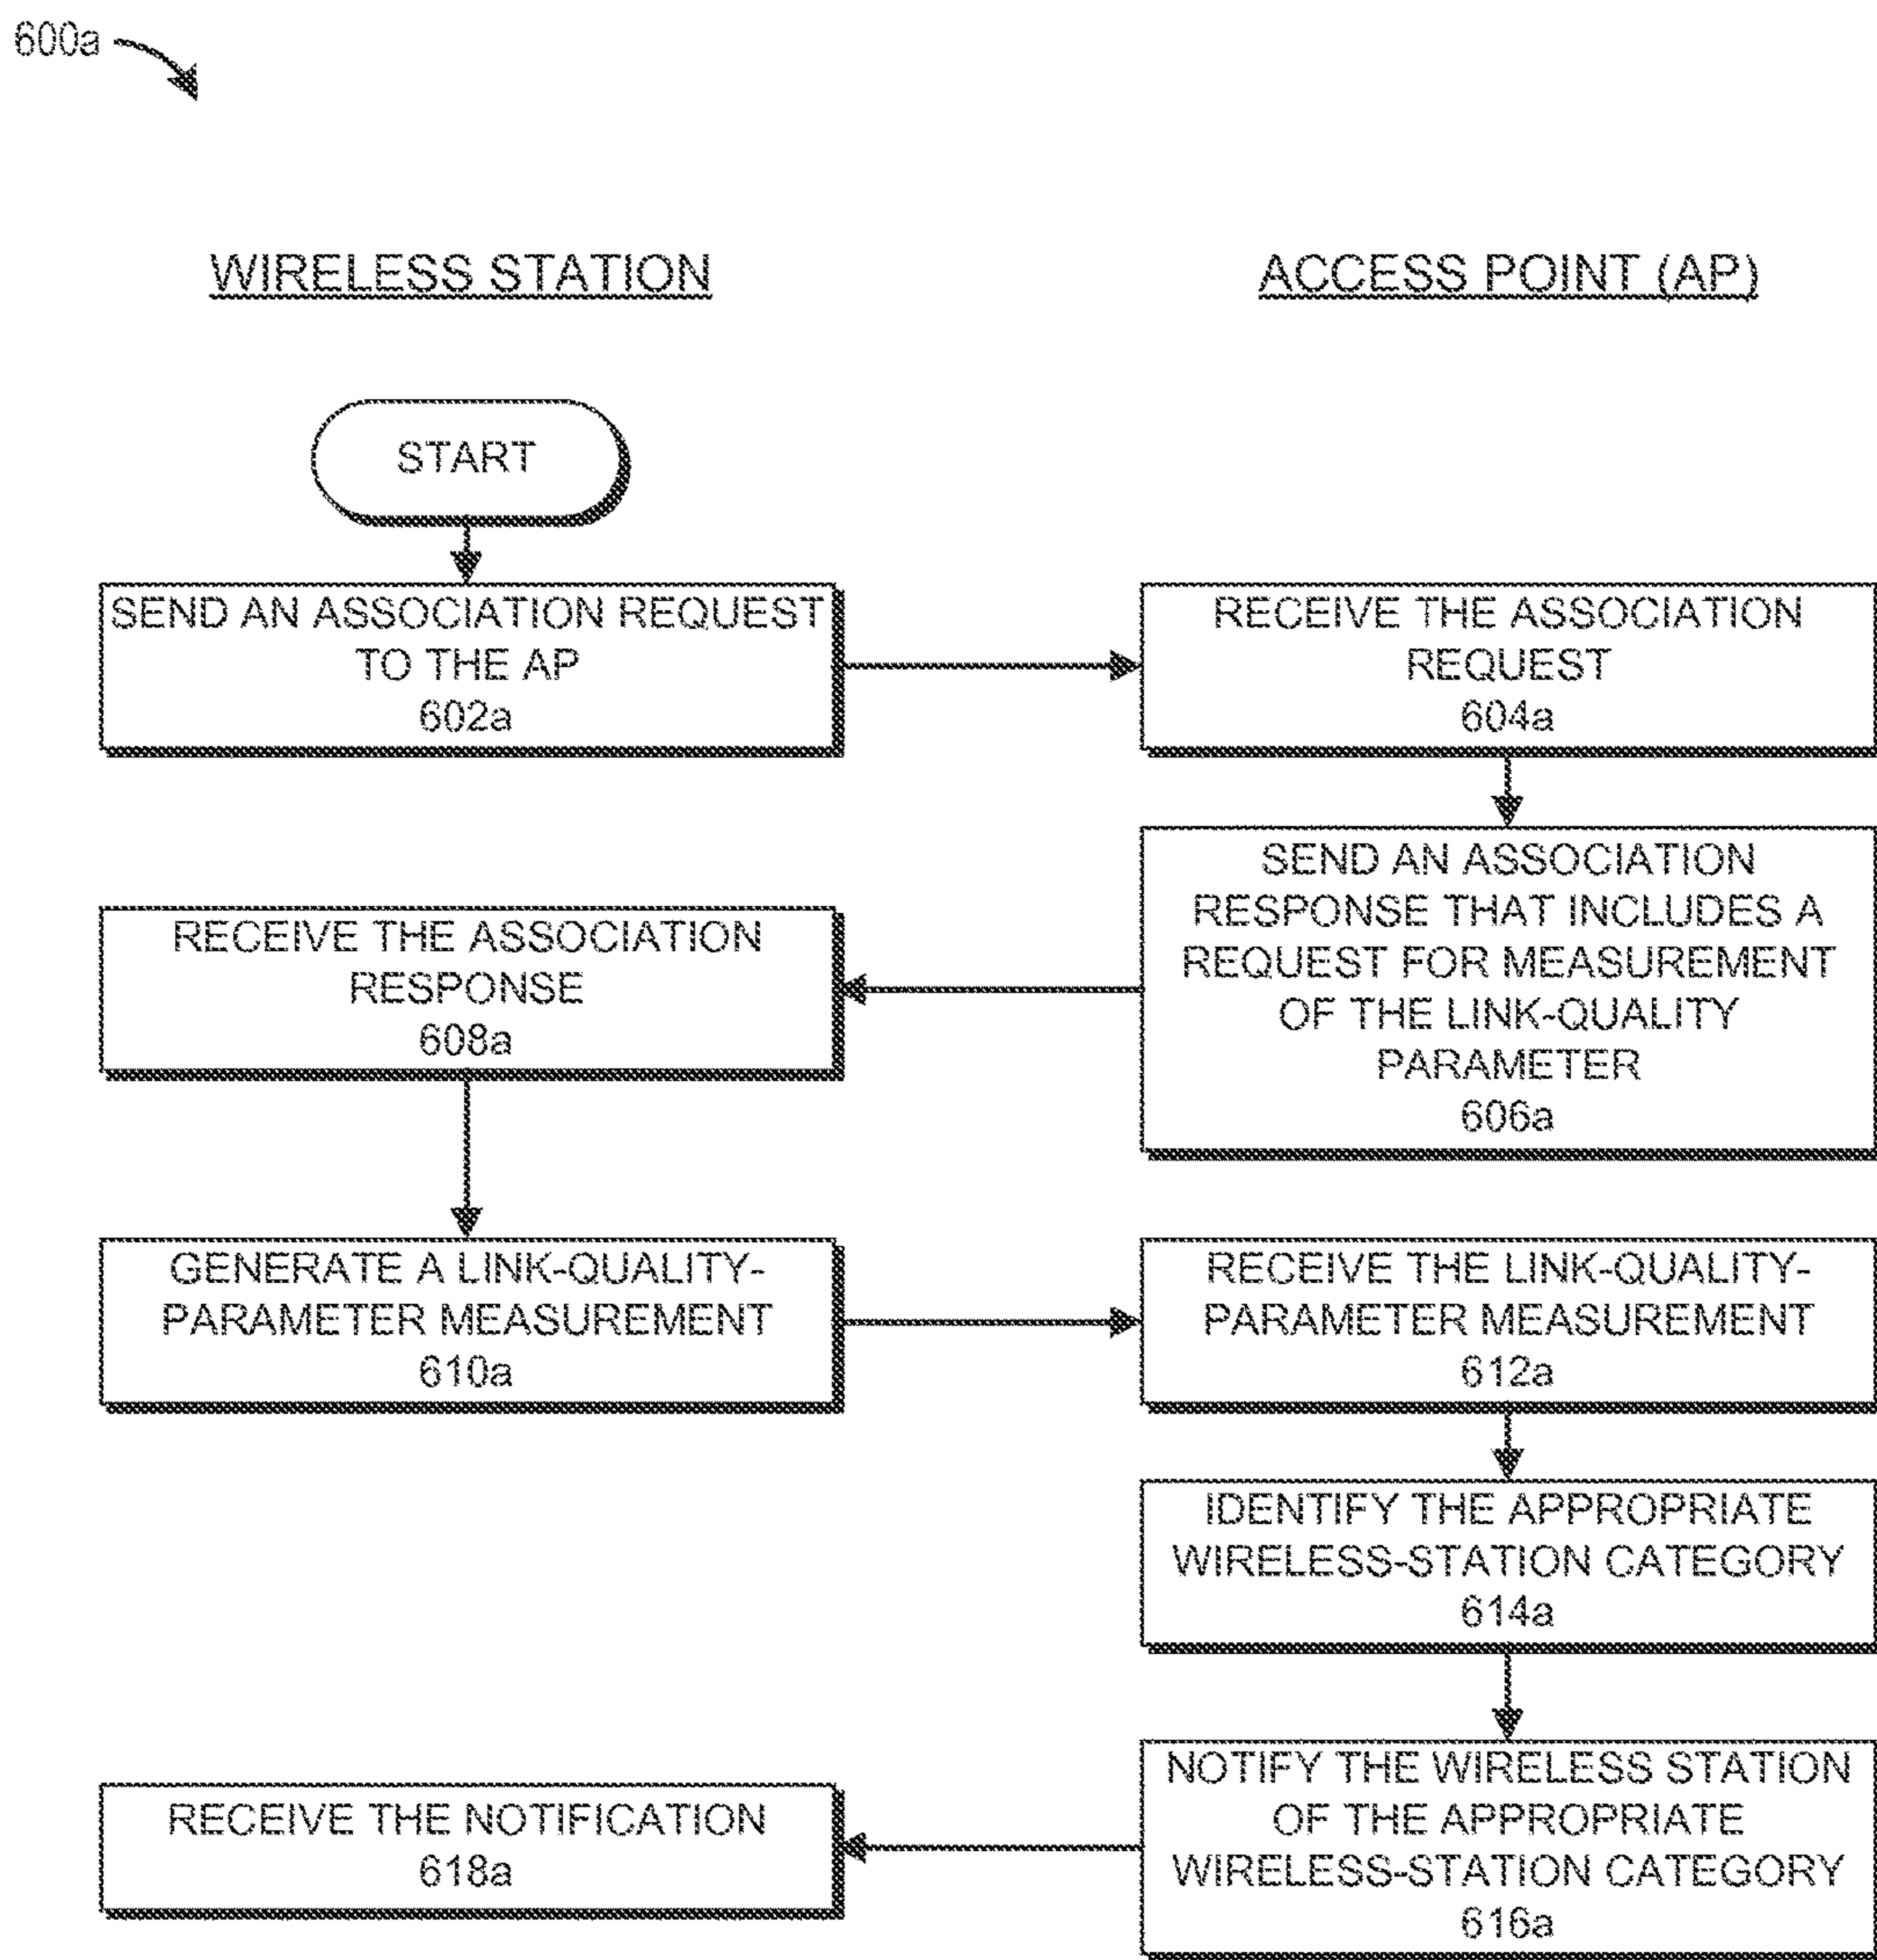 600a
WIRELESS STATION
ACCESS POINT (AP)
START
SEND AN ASSOCIATION REQUEST
TO THE AP
602a
RECEIVE THE ASSOCIATION
REQUEST
604a
SEND AN ASSOCIATION
RESPONSE THAT INCLUDES A
REQUEST FOR MEASUREMENT
OF THE LINK-QUALITY
PARAMETER
606a
RECEIVE THE ASSOCIATION
RESPONSE
608a
GENERATE A LINK-QUALITY-
PARAMETER MEASUREMENT
610a
RECEIVE THE LINK-QUALITY-
PARAMETER MEASUREMENT
612a
IDENTIFY THE APPROPRIATE
WIRELESS-STATION CATEGORY
614a
NOTIFY THE WIRELESS STATION
OF THE APPROPRIATE
WIRELESS-STATION CATEGORY
616a
RECEIVE THE NOTIFICATION
618a